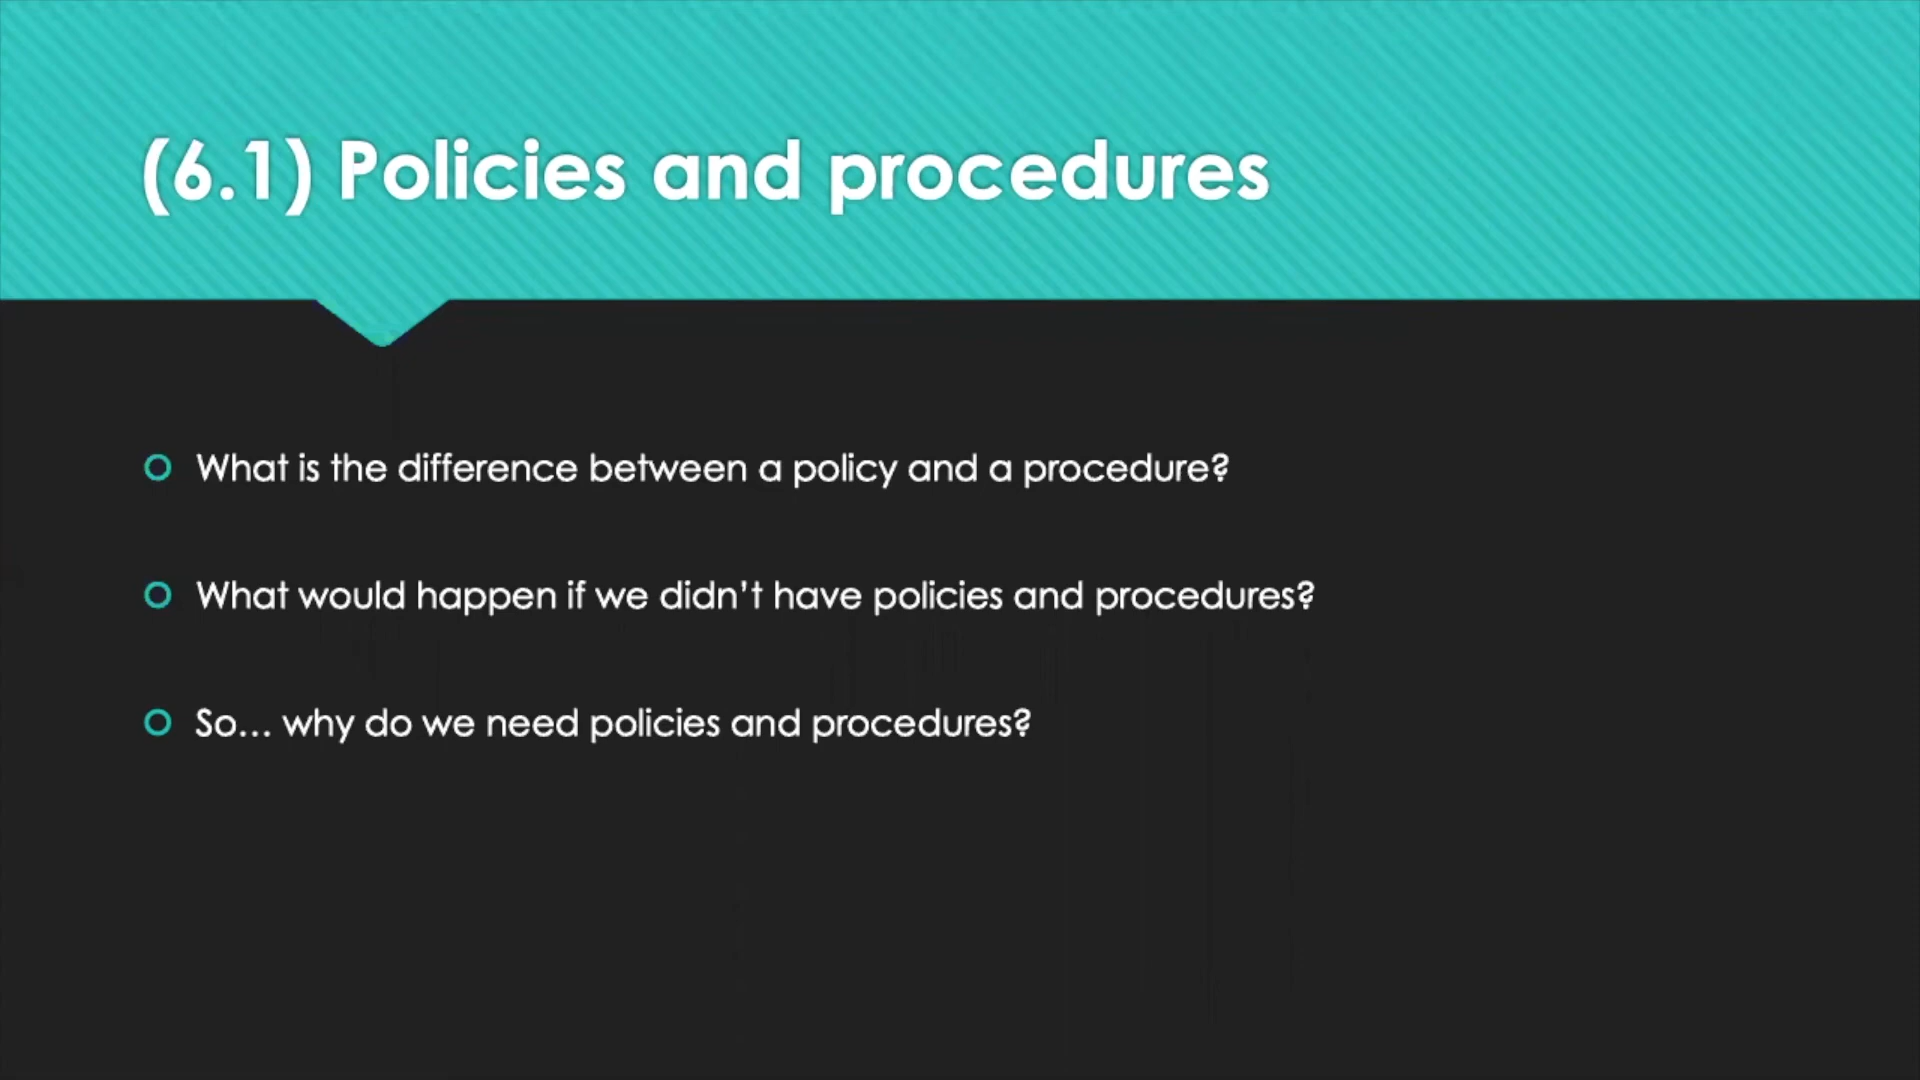 (6.1) Policies and procedures
What is the difference between a policy and a procedure?
What would happen if we didn’t have policies and procedures?
So... why do we need policies and procedures?